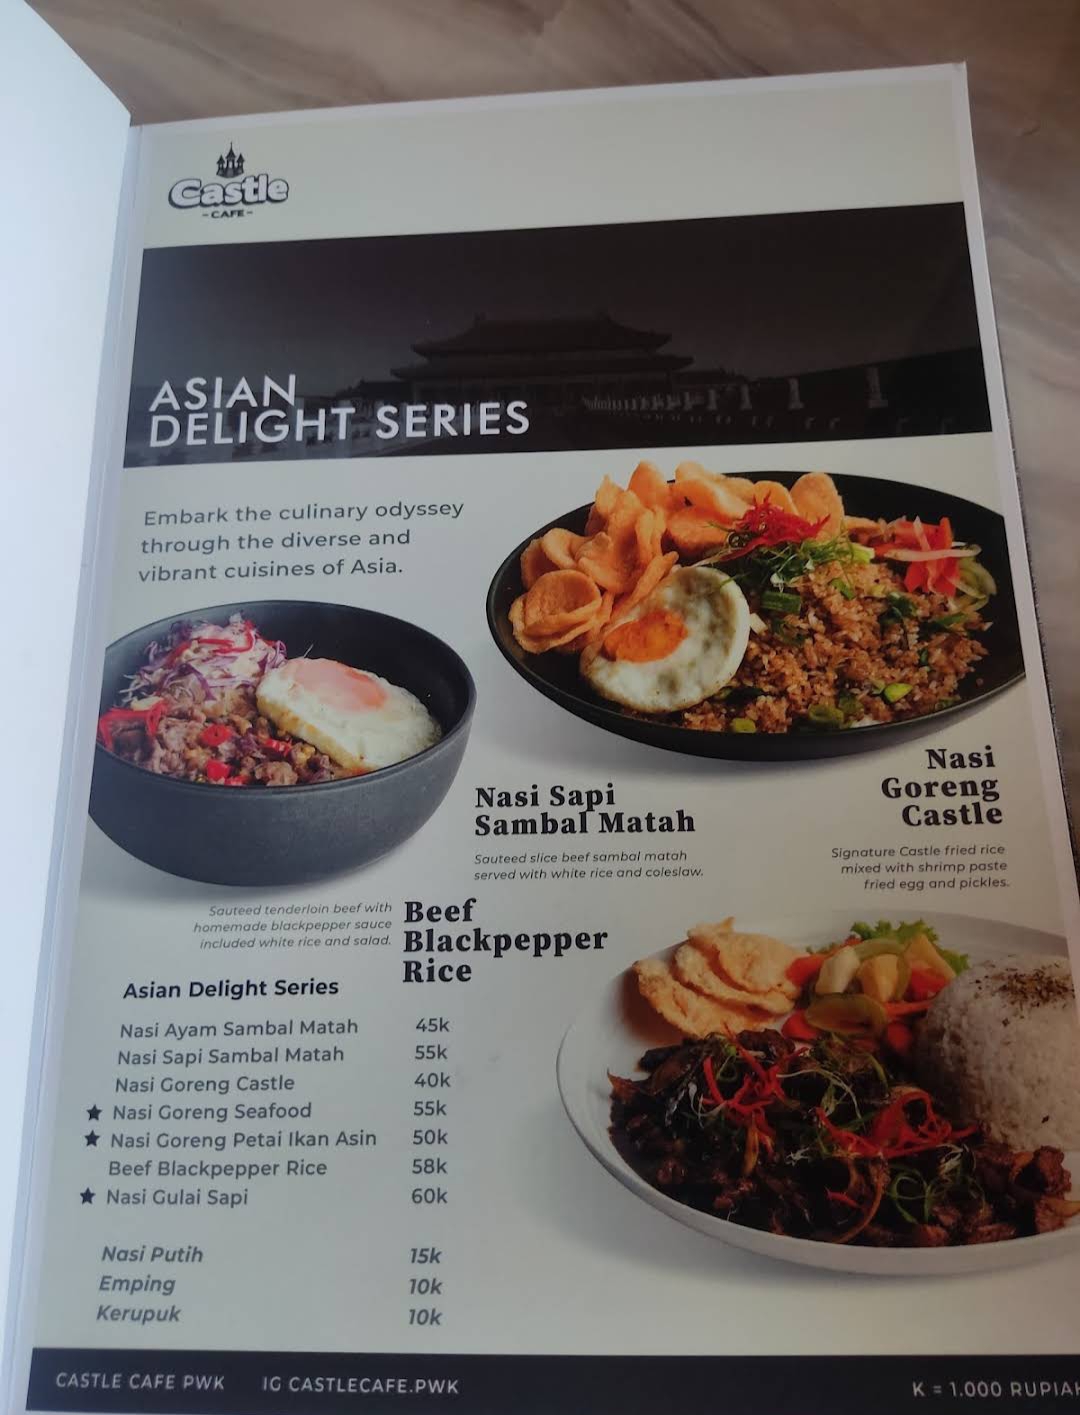 Castle
- CAFE -
ASIAN
DELIGHT SERIES
Embark the culinary odyssey
through the diverse and
vibrant cuisines of Asia.
Nasi Sapi
Sambal Matah
Sauteed slice beef sambal matah
served with white rice and coleslaw.
Nasi
Goreng
Castle
Signature Castle fried rice
mixed with shrimp paste
fried egg and pickles.
Sauteed tenderloin beef with
homemade blackpepper sauce
included white rice and salad.
Beef
Blackpepper
Rice
Asian Delight Series
Nasi Ayam Sambal Matah 45k
Nasi Sapi Sambal Matah 55k
Nasi Goreng Castle 40k
★ Nasi Goreng Seafood 55k
★ Nasi Goreng Petai Ikan Asin 50k
Beef Blackpepper Rice 58k
★ Nasi Gulai Sapi 60k
Nasi Putih 15k
Emping 10k
Kerupuk 10k
CASTLE CAFE PWK IG CASTLECAFE.PWK K = 1.000 RUPIAH